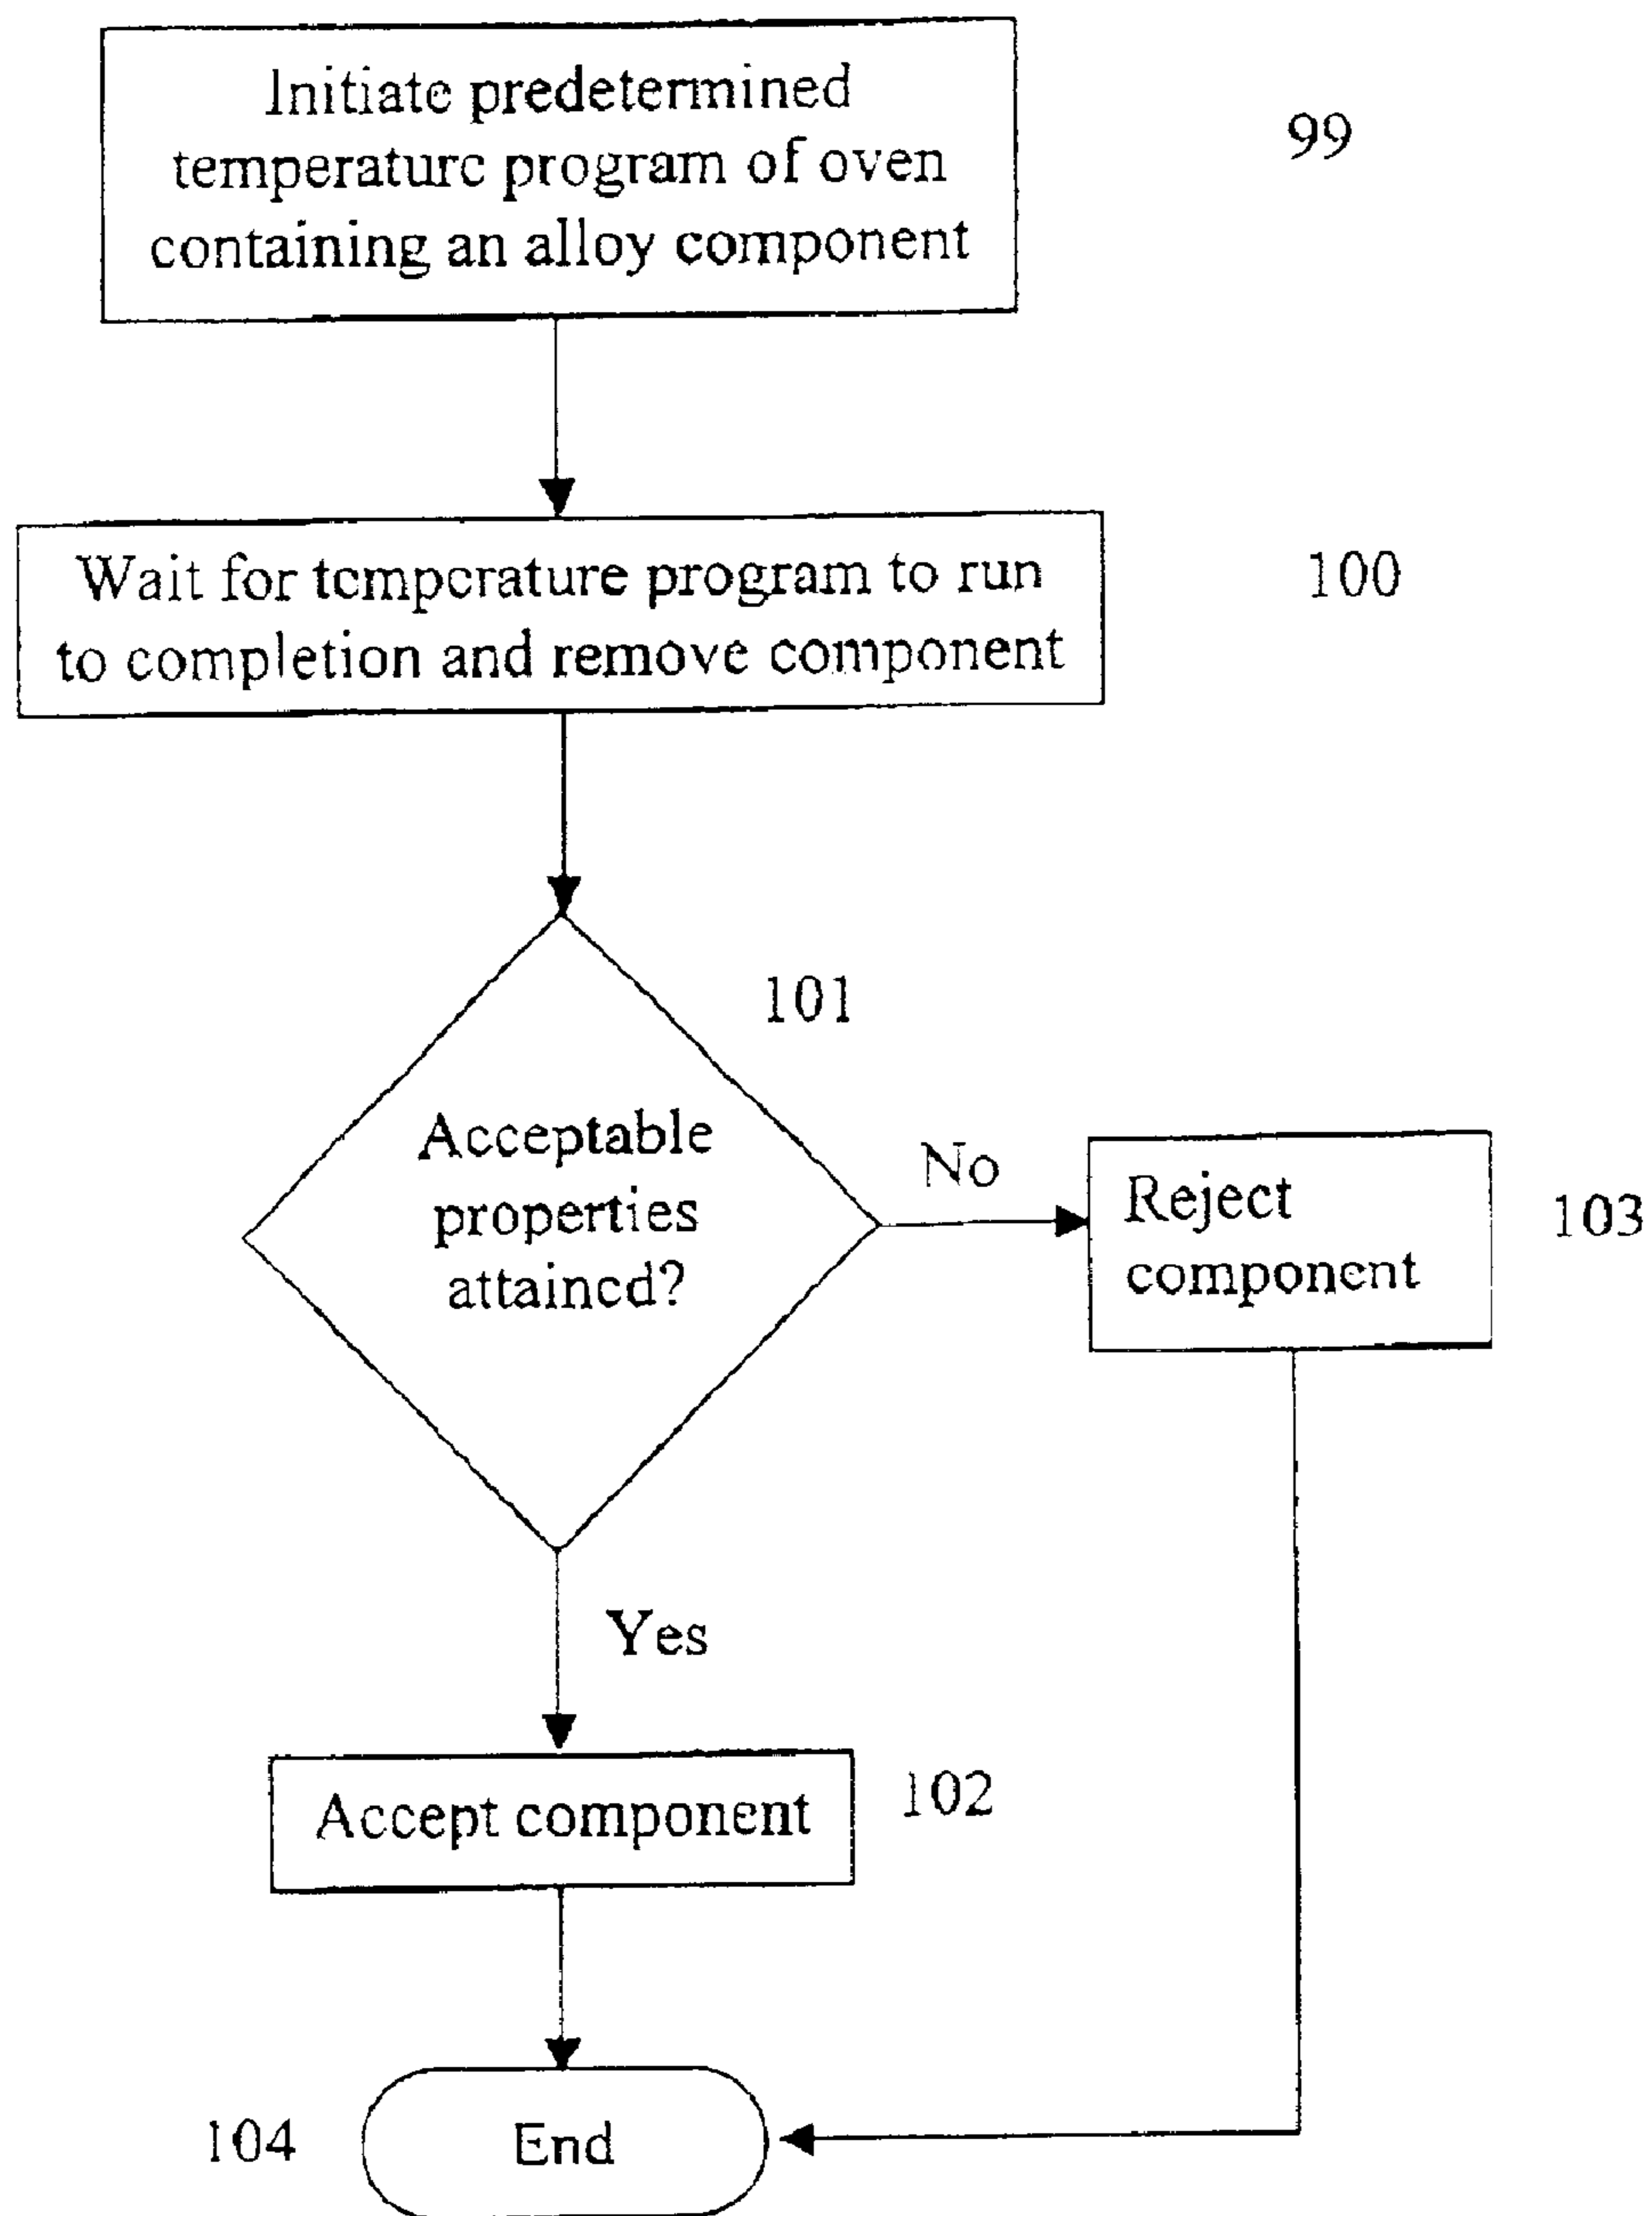 Initiate predetermined
temperature program of oven
containing an alloy component
99
Wait for temperature program to run
to completion and remove component
100
101
Acceptable
properties
attained?
No
Reject
component
103
Yes
Accept component
102
104
End